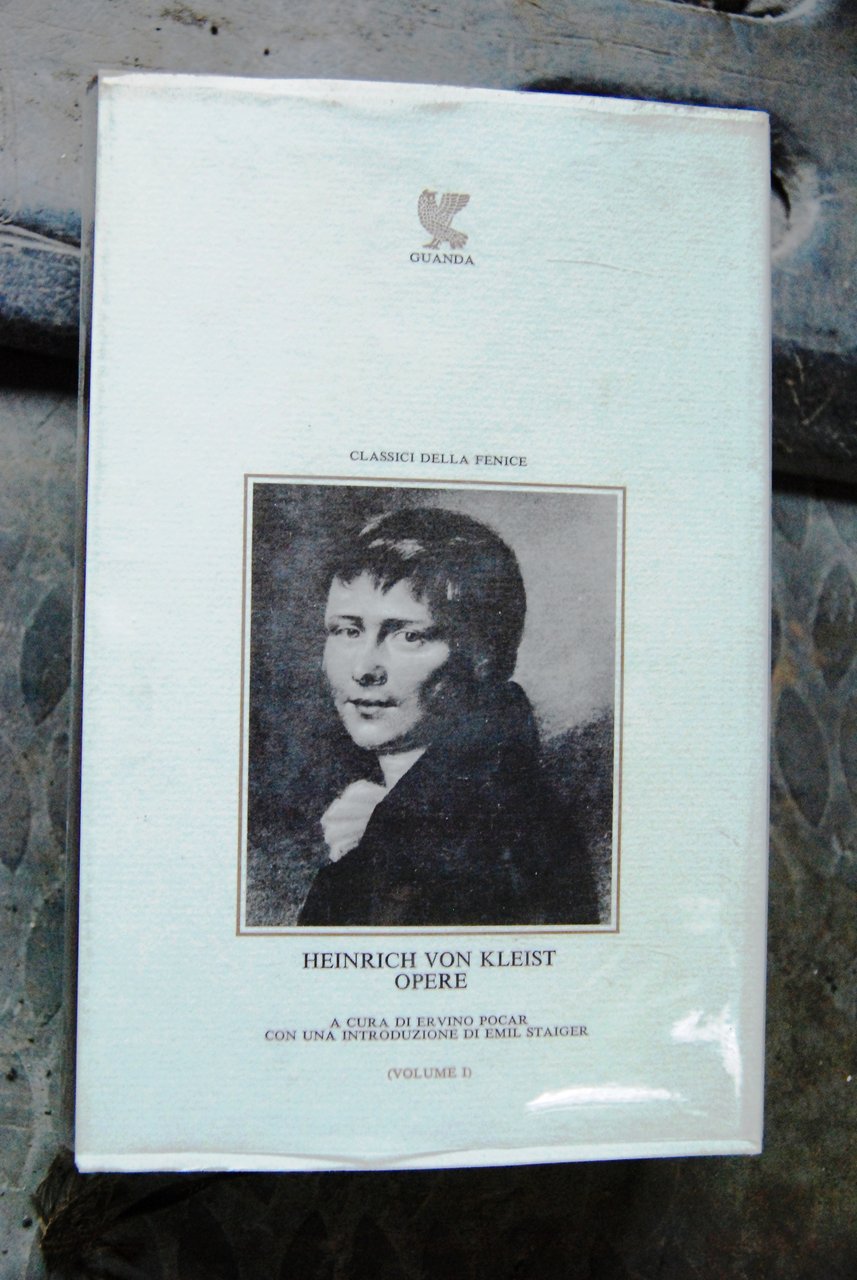 GUANDA
CLASSICI DELLA FENICE
HEINRICH VON KLEIST
OPERE
A CURA DI ERVINO POCAR
CON UNA INTRODUZIONE DI EMIL STAIGER
(VOLUME I)